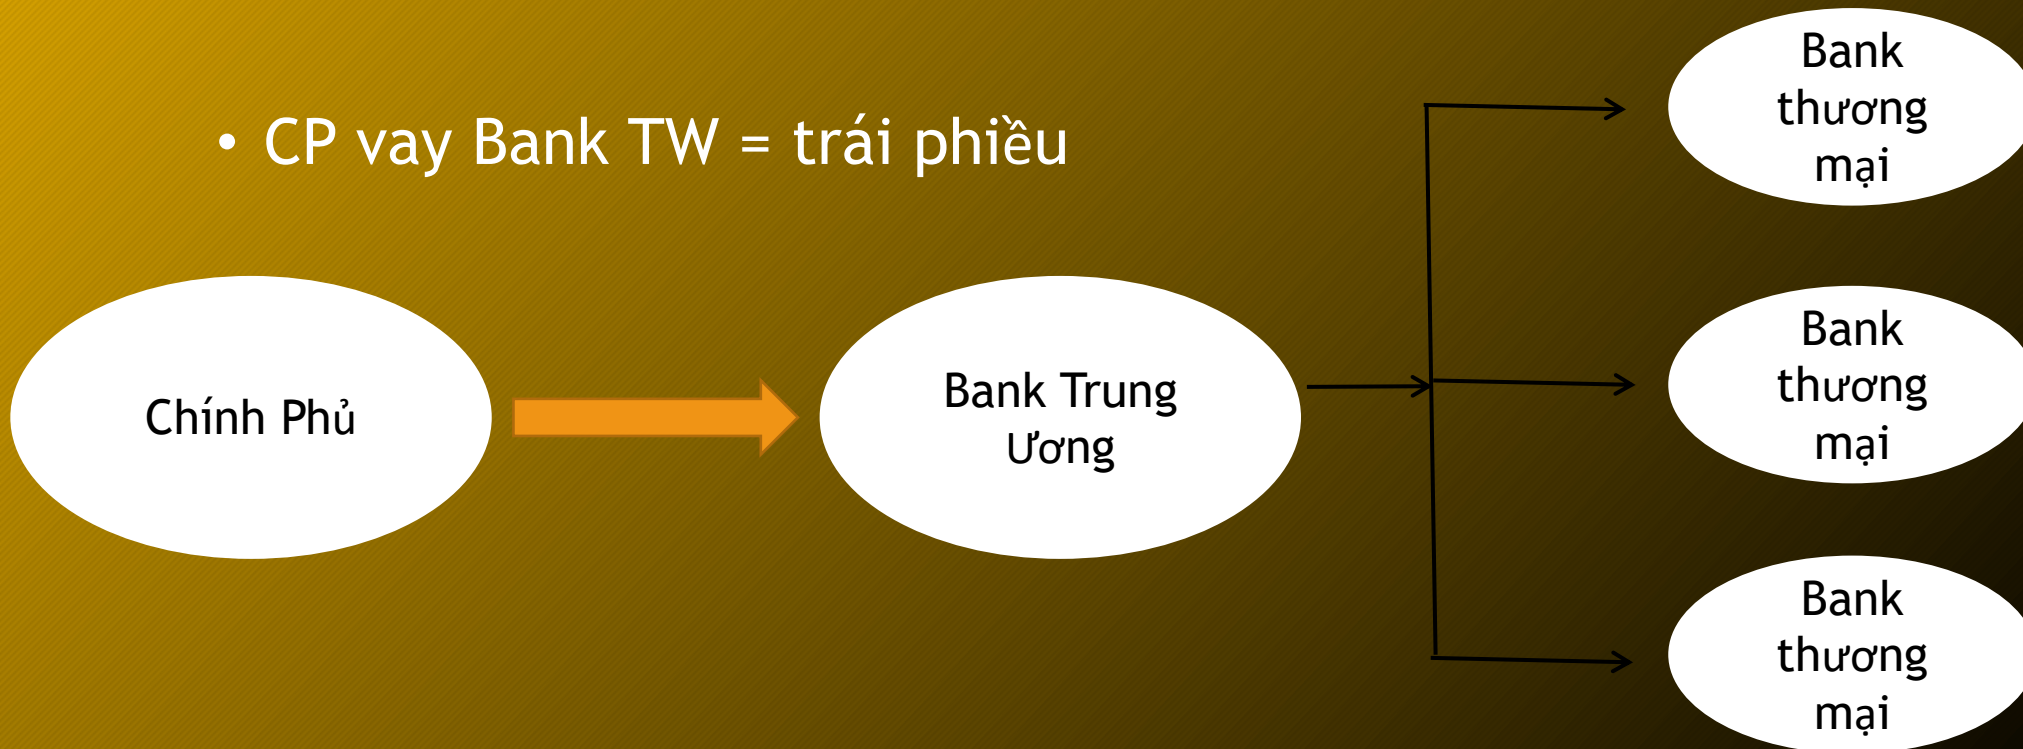 • CP vay Bank TW = trái phiều
Chính Phủ
Bank Trung
Ương
Bank
thương
mại
Bank
thương
mại
Bank
thương
mại